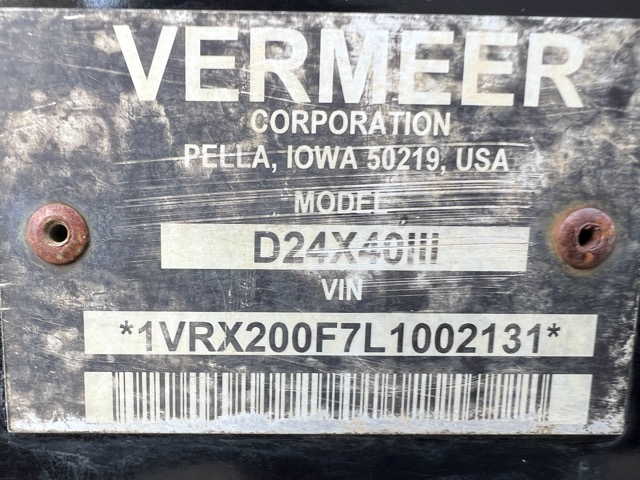 VERMEER
CORPORATION
PELLA, IOWA 50219, USA
MODEL
D24X40III
VIN
*1VRX200F7L1002131*